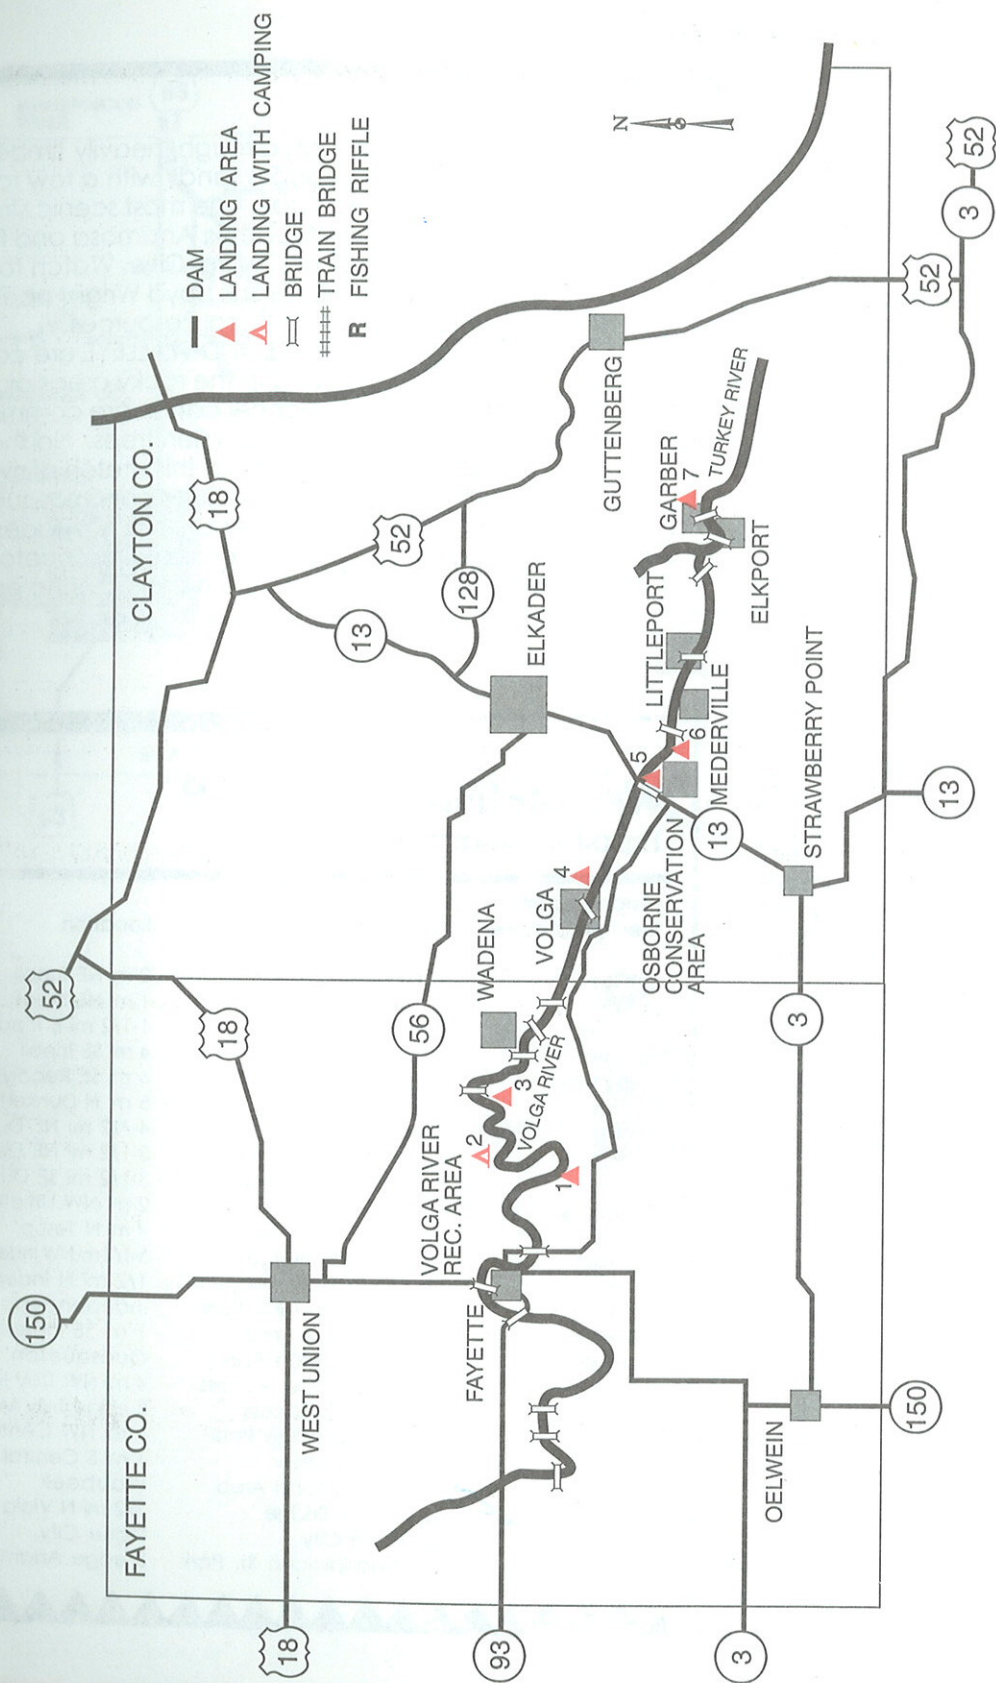 FAYETTE CO.
CLAYTON CO.
DAM
LANDING AREA
LANDING WITH CAMPING
BRIDGE
TRAIN BRIDGE
R FISHING RIFFLE
N
150
52
18
18
18
WEST UNION
56
13
52
128
ELKADER
GUTTENBERG
93
FAYETTE
VOLGA RIVER
REC. AREA
WADENA
VOLGA RIVER
VOLGA
1
2
3
4
5
6
7
OSBORNE
CONSERVATION
AREA
LITTLEPORT
MEDERVILLE
GARBER
ELKPORT
TURKEY RIVER
13
3
OELWEIN
3
STRAWBERRY POINT
150
13
52
3
52